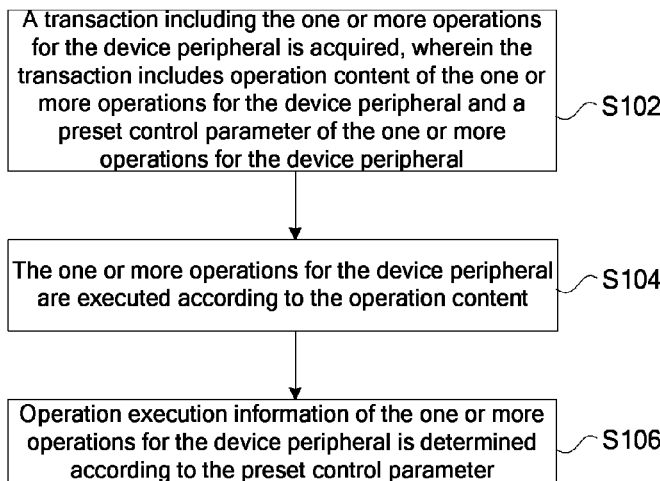 A transaction including the one or more operations
for the device peripheral is acquired, wherein the
transaction includes operation content of the one or
more operations for the device peripheral and a
preset control parameter of the one or more
operations for the device peripheral
S102
The one or more operations for the device peripheral
are executed according to the operation content
S104
Operation execution information of the one or more
operations for the device peripheral is determined
according to the preset control parameter
S106